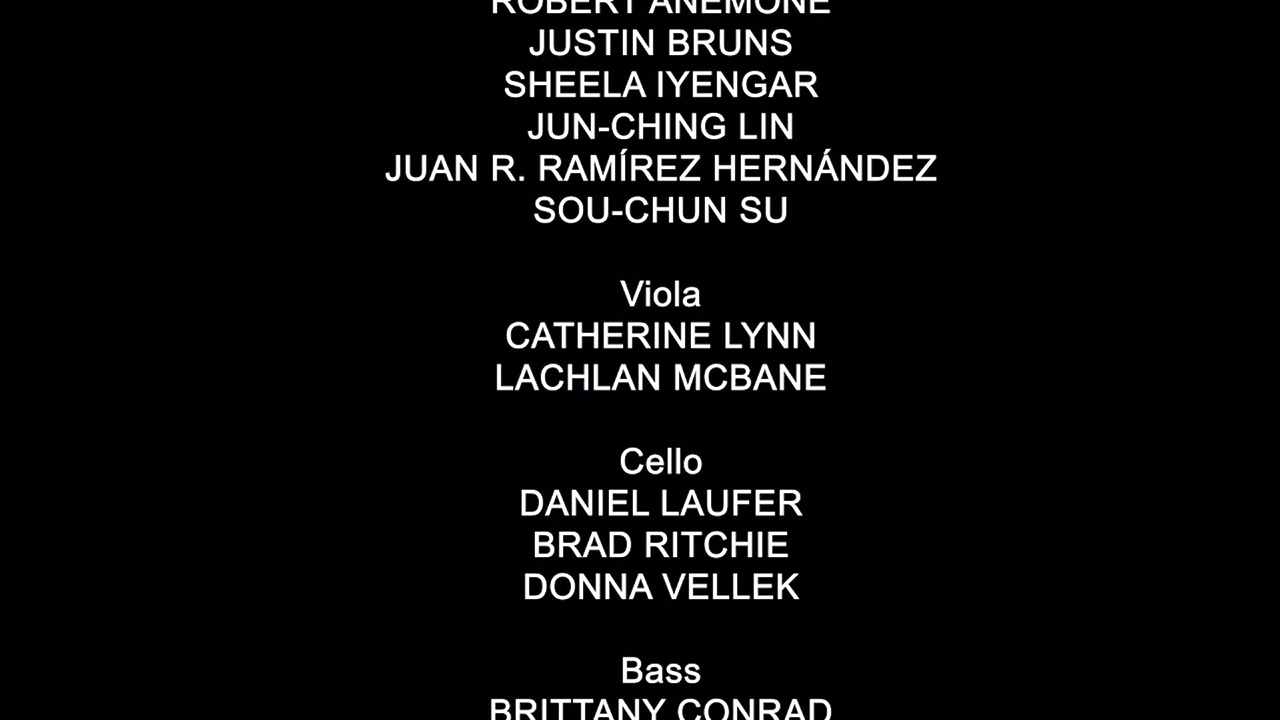 ROBERT ANEMONE
JUSTIN BRUNS
SHEELA IYENGAR
JUN-CHING LIN
JUAN R. RAMÍREZ HERNÁNDEZ
SOU-CHUN SU
Viola
CATHERINE LYNN
LACHLAN MCBANE
Cello
DANIEL LAUFER
BRAD RITCHIE
DONNA VELLEK
Bass
BRITTANY CONRAD